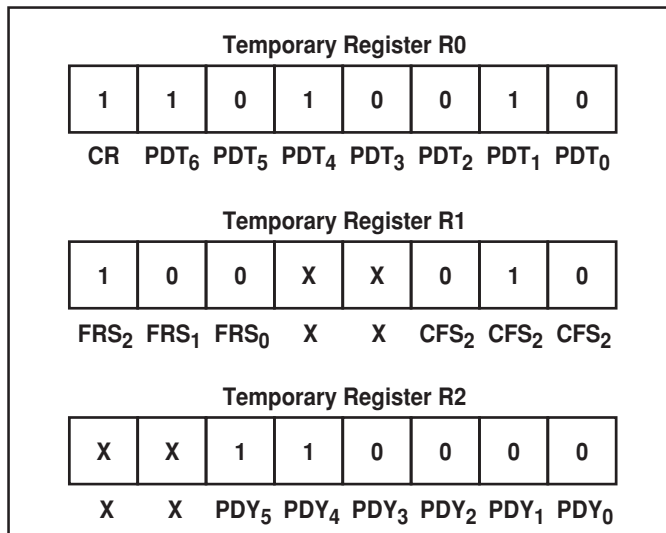 Temporary Register R0
1 1 0 1 0 0 1 0
CR PDT6 PDT5 PDT4 PDT3 PDT2 PDT1 PDT0
Temporary Register R1
1 0 0 X X 0 1 0
FRS2 FRS1 FRS0 X X CFS2 CFS2 CFS2
Temporary Register R2
X X 1 1 0 0 0 0
X X PDY5 PDY4 PDY3 PDY2 PDY1 PDY0